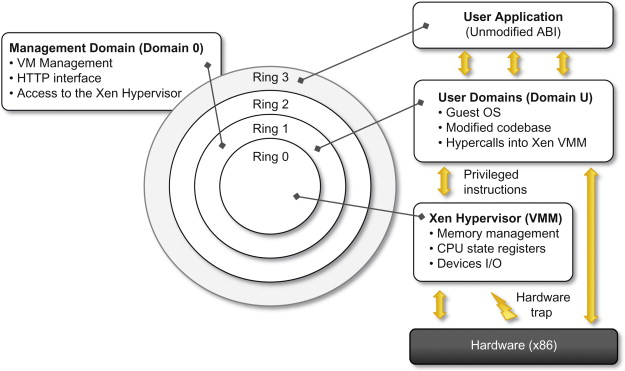 Management Domain (Domain 0)
• VM Management
• HTTP interface
• Access to the Xen Hypervisor
Ring 3
Ring 2
Ring 1
Ring 0
User Application
(Unmodified ABI)
User Domains (Domain U)
• Guest OS
• Modified codebase
• Hypercalls into Xen VMM
Privileged
instructions
Xen Hypervisor (VMM)
• Memory management
• CPU state registers
• Devices I/O
Hardware
trap
Hardware (x86)